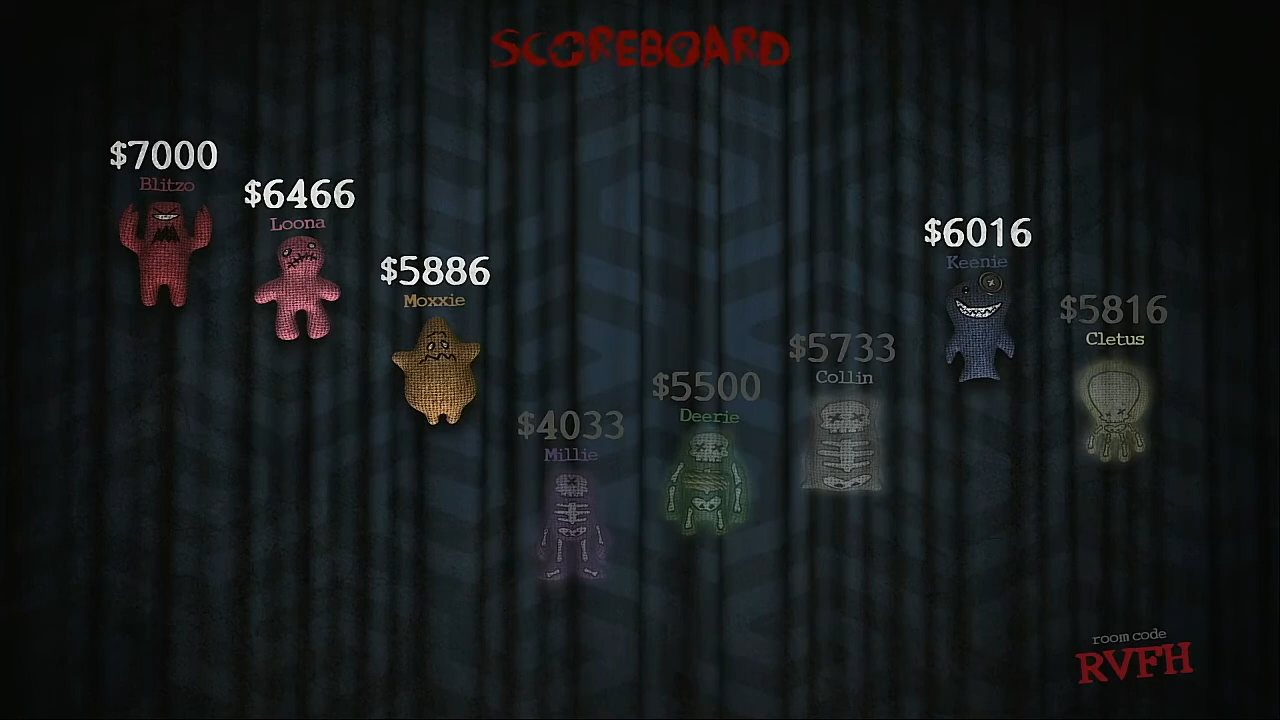 SCOREBOARD
$7000
Blitzo
$6466
Loona
$5886
Moxxie
$4033
Millie
$5500
Deerie
$5733
Collin
$6016
Keenie
$5816
Cletus
room code
RVFH